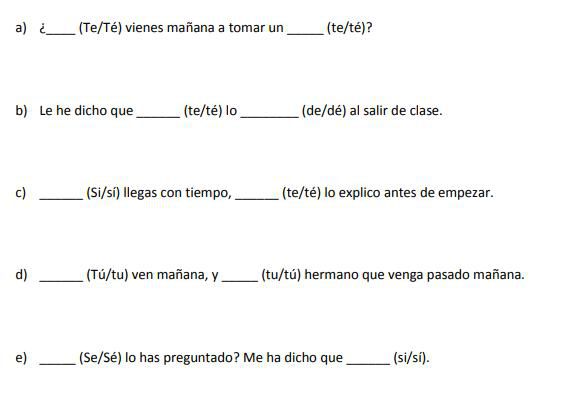 a) ¿____ (Te/Té) vienes mañana a tomar un _____ (te/té)?
b) Le he dicho que ______ (te/té) lo ________ (de/dé) al salir de clase.
c) ______ (Si/sí) llegas con tiempo, ______ (te/té) lo explico antes de empezar.
d) ______ (Tú/tu) ven mañana, y _____ (tu/tú) hermano que venga pasado mañana.
e) _____ (Se/Sé) lo has preguntado? Me ha dicho que ______ (si/sí).